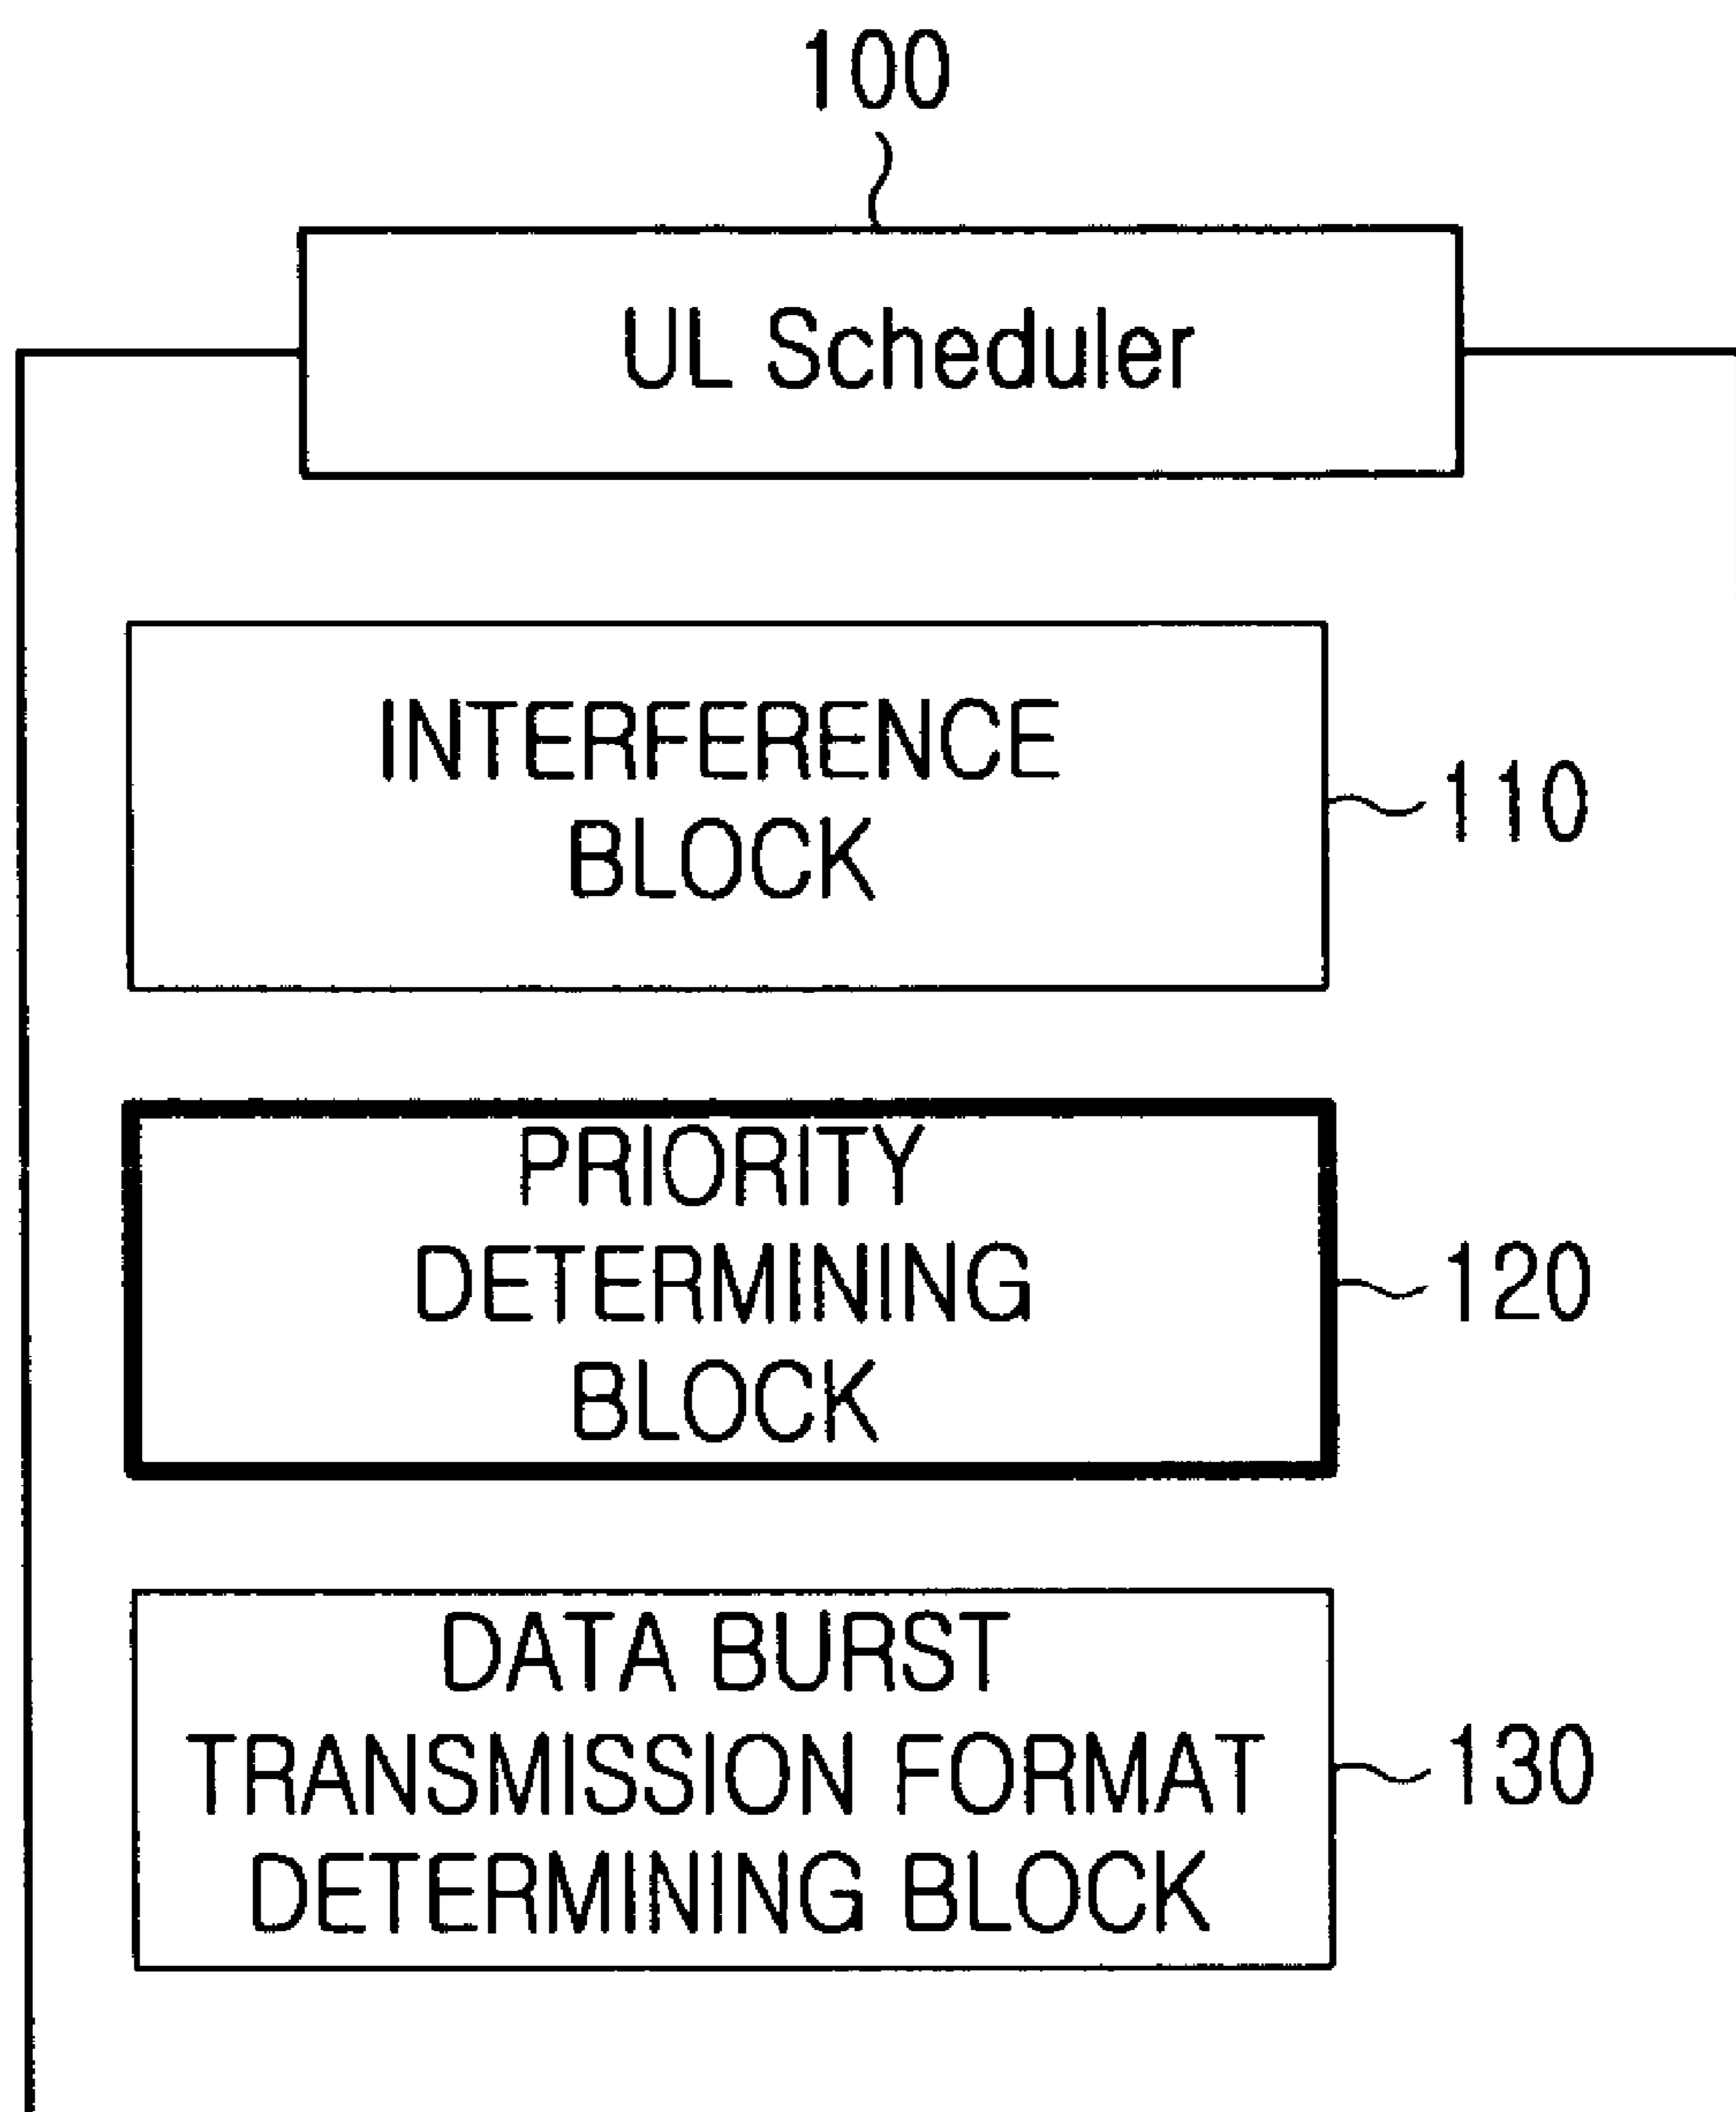 100
UL Scheduler
INTERFERENCE
BLOCK
110
PRIORITY
DETERMINING
BLOCK
120
DATA BURST
TRANSMISSION FORMAT
DETERMINING BLOCK
130